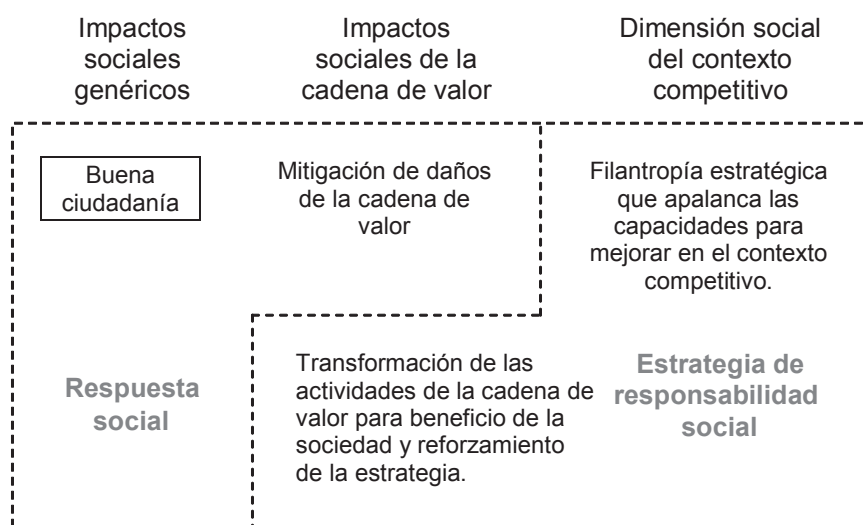 Impactos
sociales
genéricos
Impactos
sociales de la
cadena de valor
Dimensión social
del contexto
competitivo
Buena
ciudadanía
Mitigación de daños
de la cadena de
valor
Filantropía estratégica
que apalanca las
capacidades para
mejorar en el contexto
competitivo.
Respuesta
social
Transformación de las
actividades de la cadena de
valor para beneficio de la
sociedad y reforzamiento
de la estrategia.
Estrategia de
responsabilidad
social